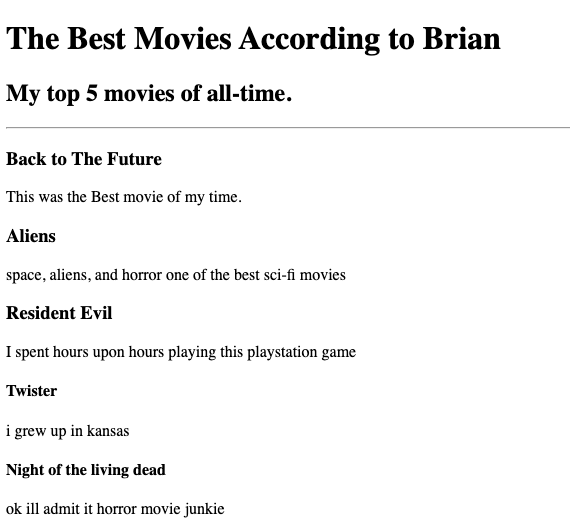 The Best Movies According to Brian
My top 5 movies of all-time.
Back to The Future
This was the Best movie of my time.
Aliens
space, aliens, and horror one of the best sci-fi movies
Resident Evil
I spent hours upon hours playing this playstation game
Twister
i grew up in kansas
Night of the living dead
ok ill admit it horror movie junkie